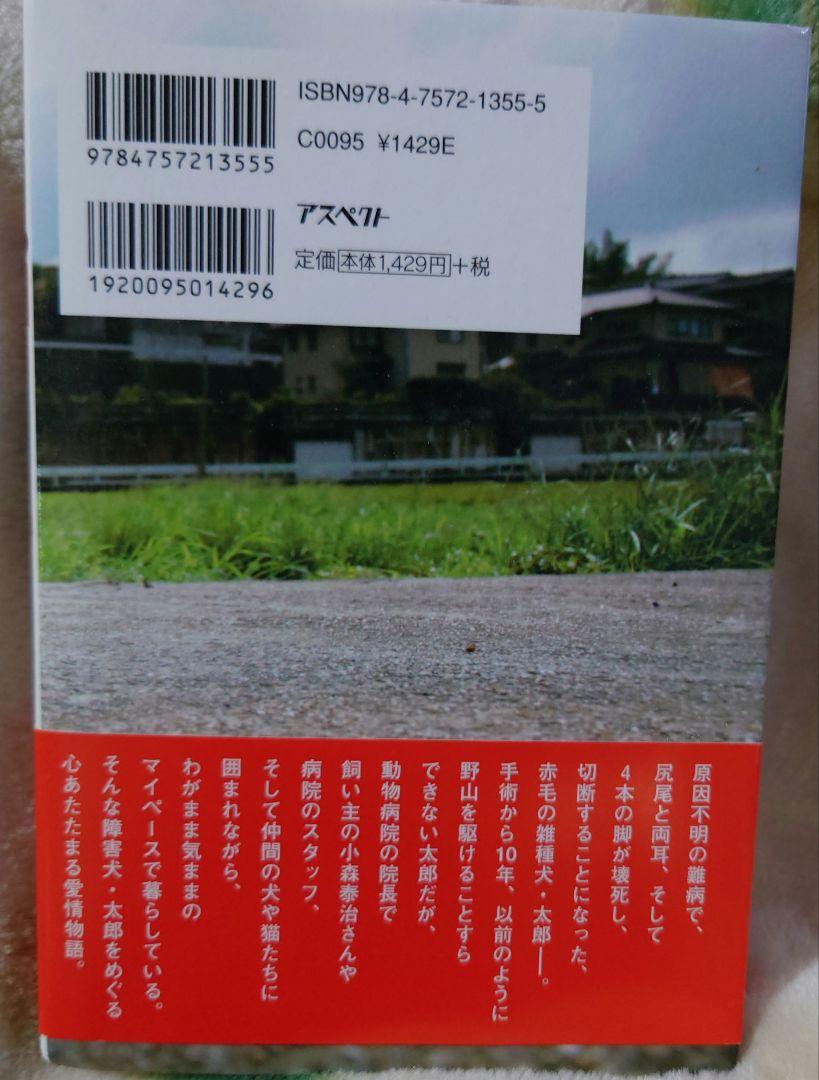 ISBN978-4-7572-1355-5
9784757213555
C0095 ¥1429E
アスペクト
定価本体1,429円+税
1920095014296
原因不明の難病で、
尻尾と両耳、そして
4本の脚が壊死し、
切断することになった、
赤毛の雑種犬・太郎―。
手術から10年、以前のように
野山を駆けることすら
できない太郎だが、
動物病院の院長で
飼い主の小森泰治さんや
病院のスタッフ、
そして仲間の犬や猫たちに
囲まれながら、
わがまま気ままの
マイペースで暮らしている。
そんな障害犬・太郎をめぐる
心あたたまる愛情物語。